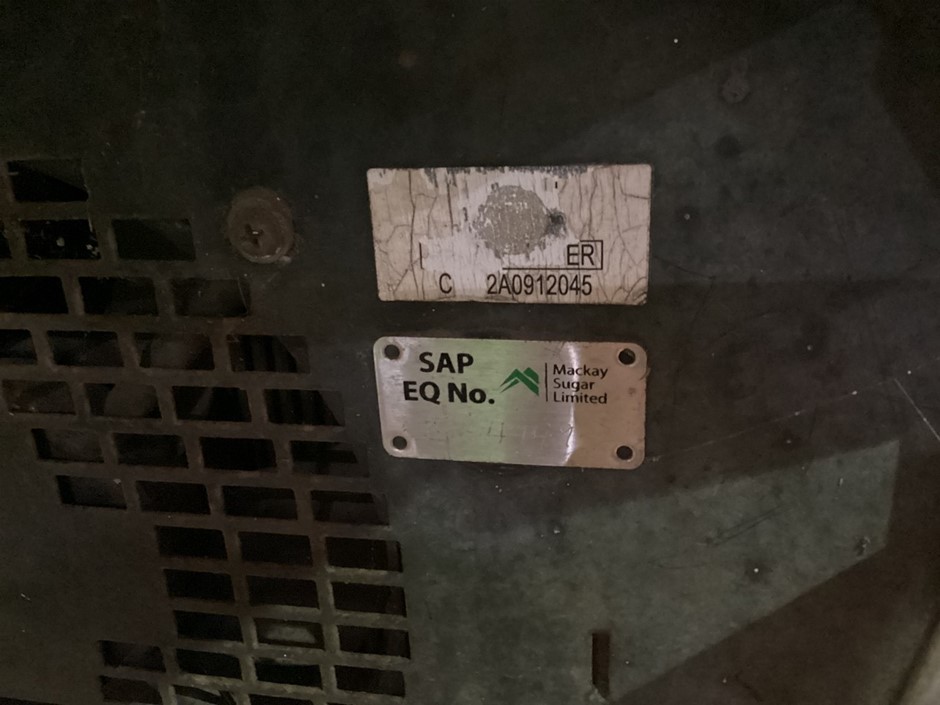 ER
C 2A0912045
SAP
EQ No.
Mackay
Sugar
Limited